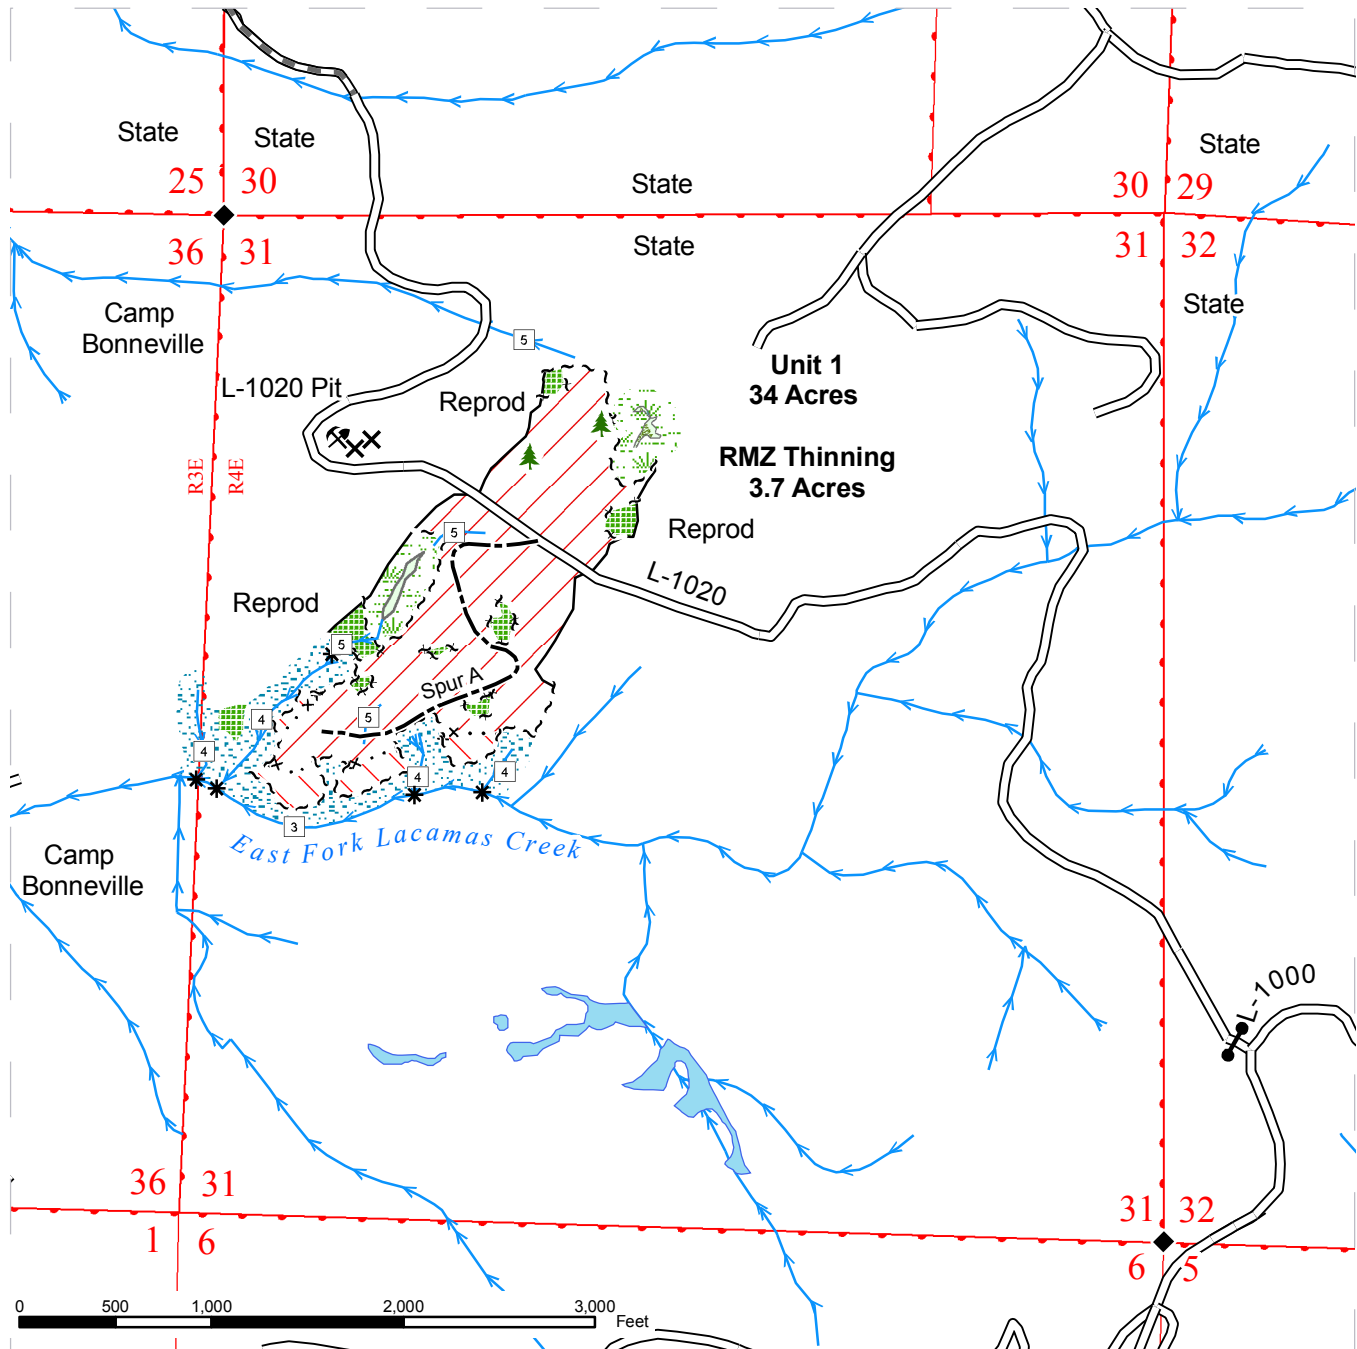 State
State
State
State
25 30
30 29
State
36 31
31 32
Camp
Bonneville
State
5
L-1020 Pit
Reprod
Unit 1
34 Acres
RMZ Thinning
3.7 Acres
R3E
R4E
5
Reprod
L-1020
Reprod
5
Spur A
4
5
4
4
4
3
East Fork Lacamas Creek
Camp
Bonneville
L-1000
36 31
31 32
1 6
6 5
0 500 1,000 2,000 3,000
Feet